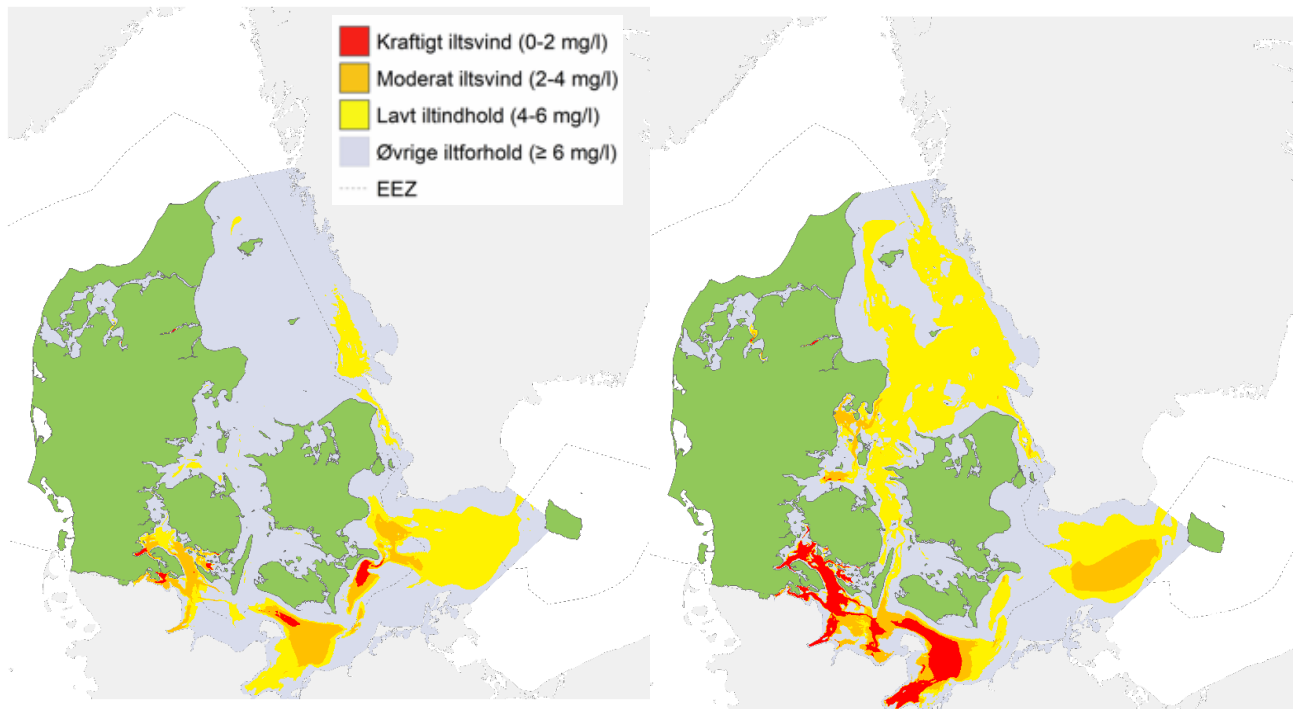 Kraftigt iltsvind (0-2 mg/l)
Moderat iltsvind (2-4 mg/l)
Lavt iltindhold (4-6 mg/l)
Øvrige iltforhold (≥ 6 mg/l)
EEZ